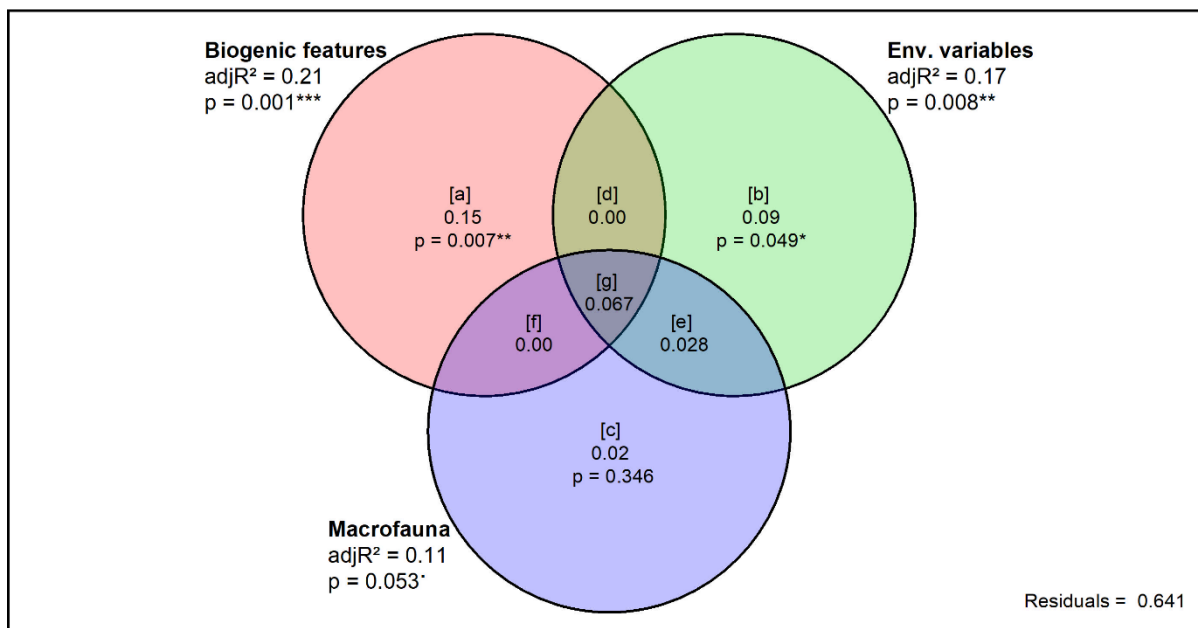 Biogenic features
adjR² = 0.21
p = 0.001***
Env. variables
adjR² = 0.17
p = 0.008**
[a]
0.15
p = 0.007**
[d]
0.00
[b]
0.09
p = 0.049*
[g]
0.067
[f]
0.00
[e]
0.028
[c]
0.02
p = 0.346
Macrofauna
adjR² = 0.11
p = 0.053˙
Residuals = 0.641